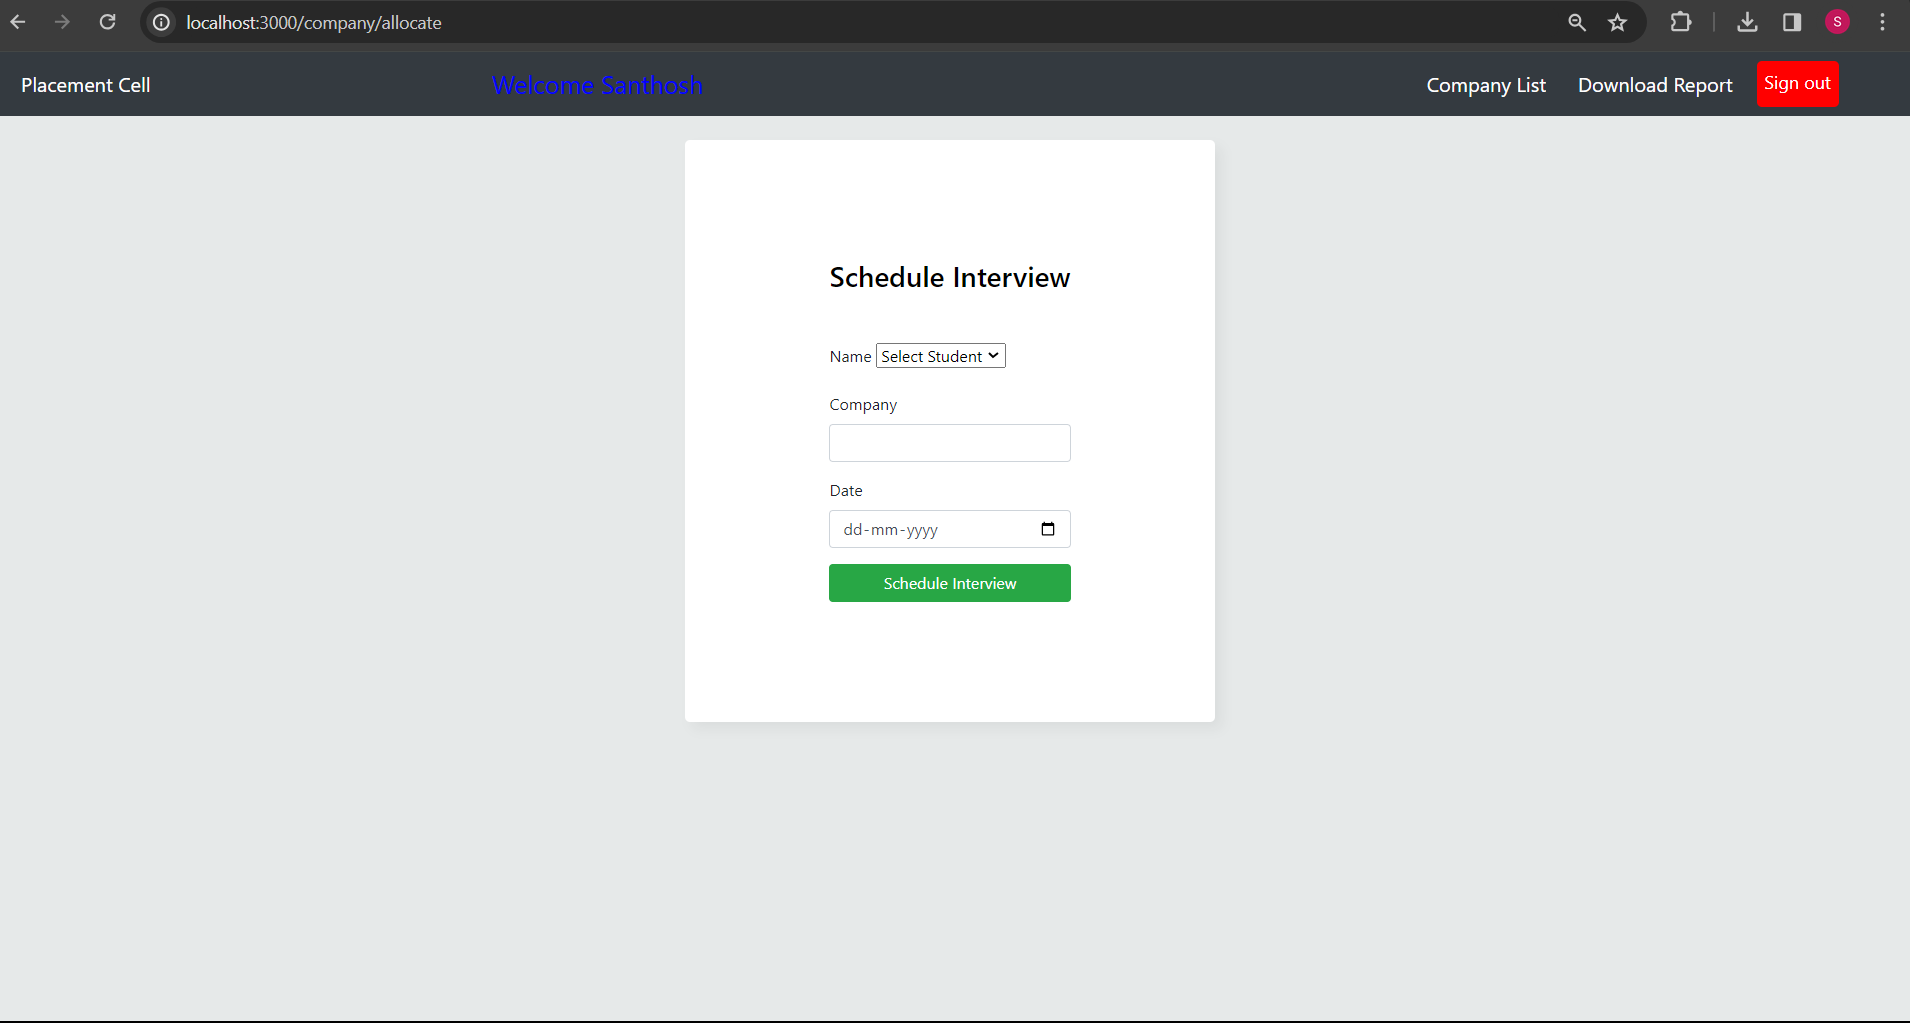 localhost:3000/company/allocate
S
Placement Cell
Welcome Santhosh
Company List
Download Report
Sign out
Schedule Interview
Name Select Student
Company
Date
dd-mm-yyyy
Schedule Interview